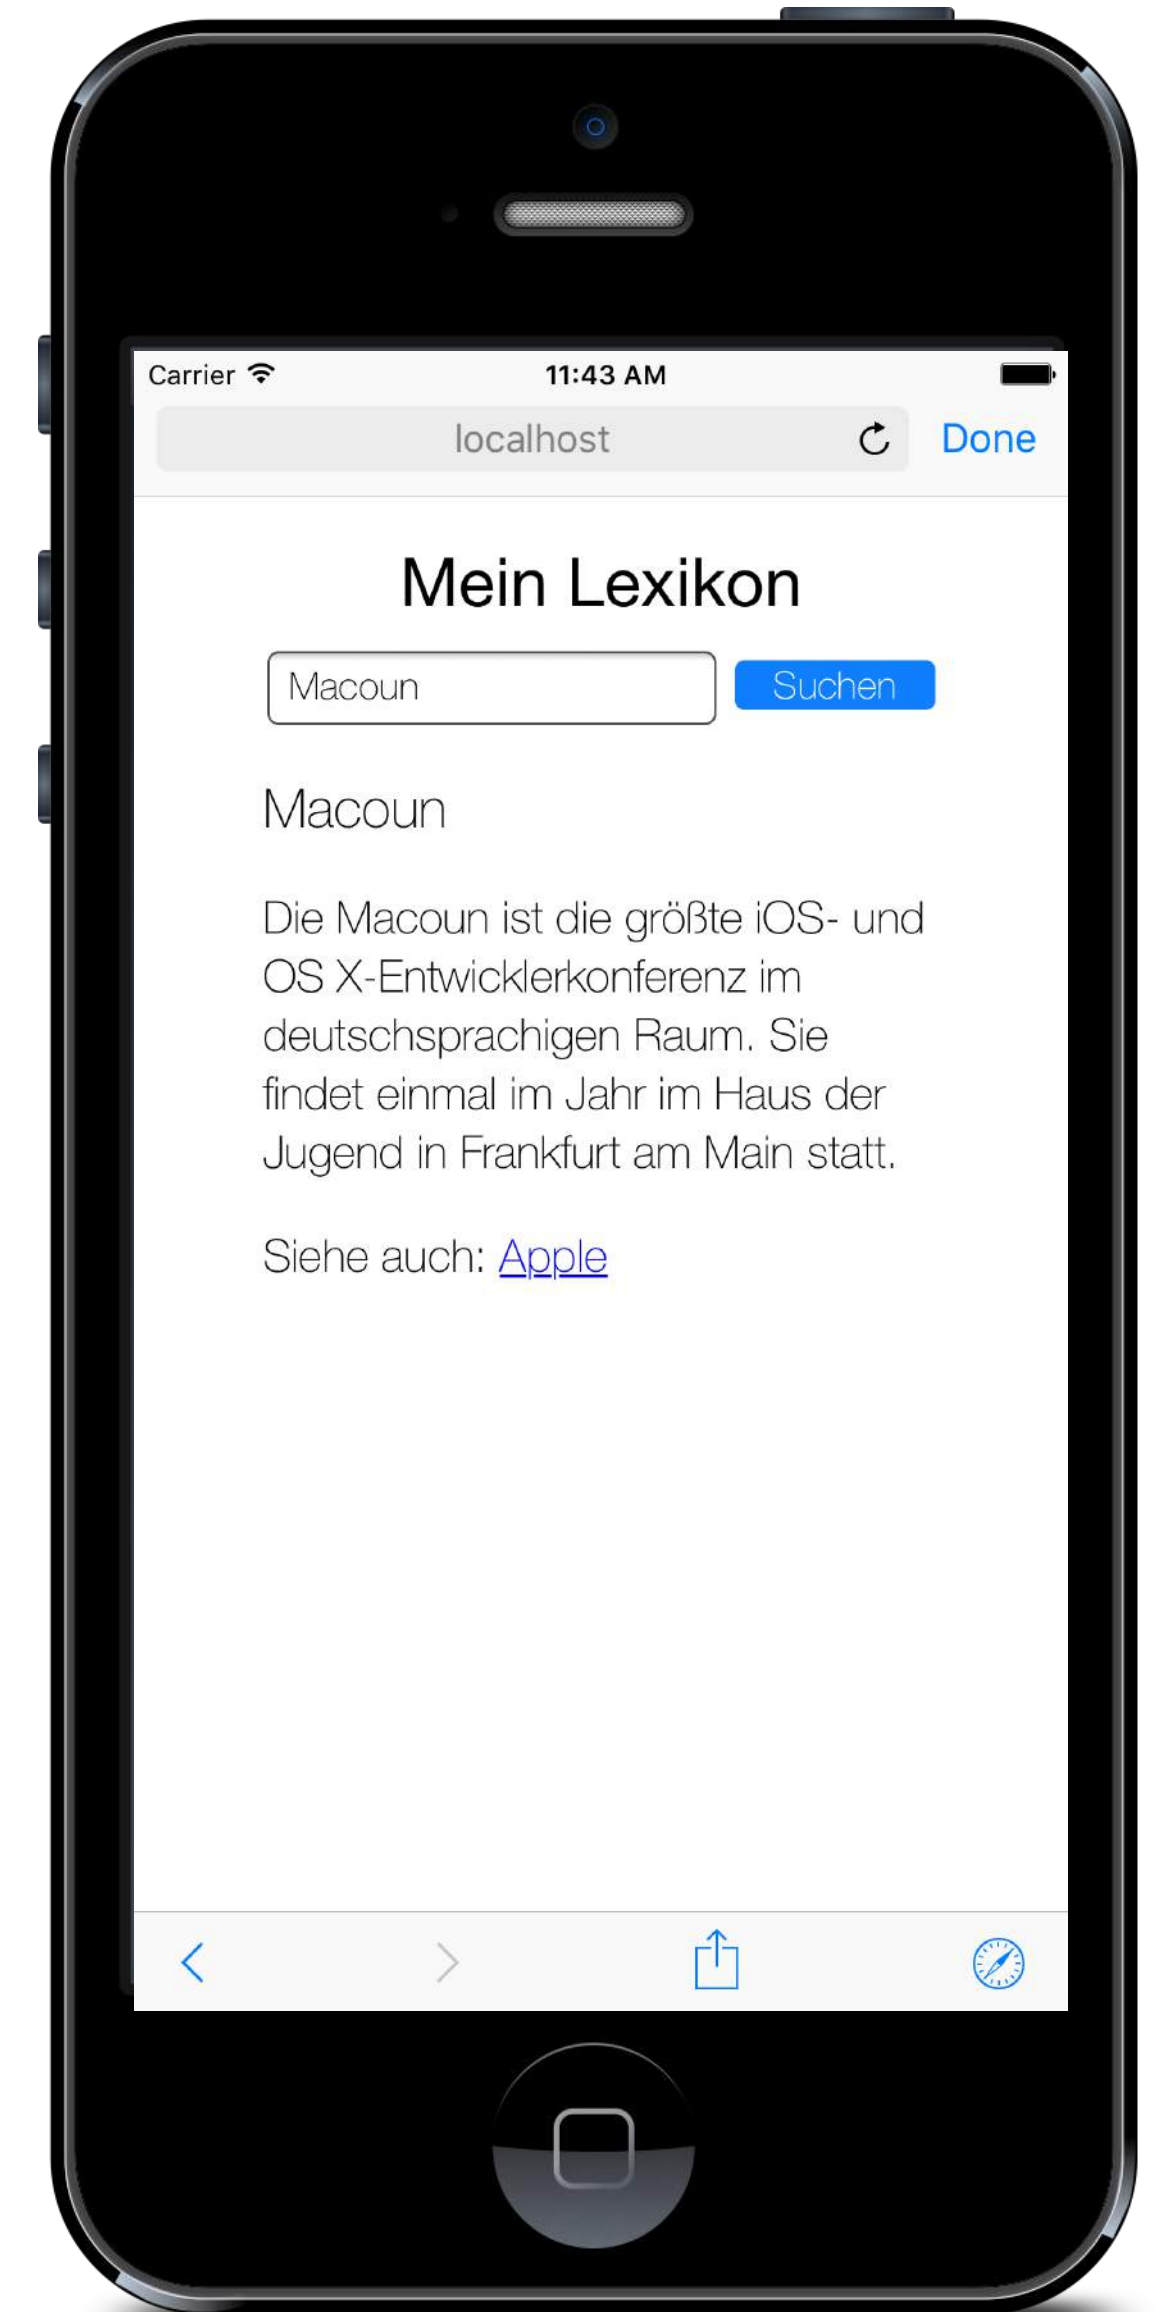 Carrier
11:43 AM
localhost
Done
Mein Lexikon
Macoun
Suchen
Macoun
Die Macoun ist die größte iOS- und
OS X-Entwicklerkonferenz im
deutschsprachigen Raum. Sie
findet einmal im Jahr im Haus der
Jugend in Frankfurt am Main statt.
Siehe auch: Apple